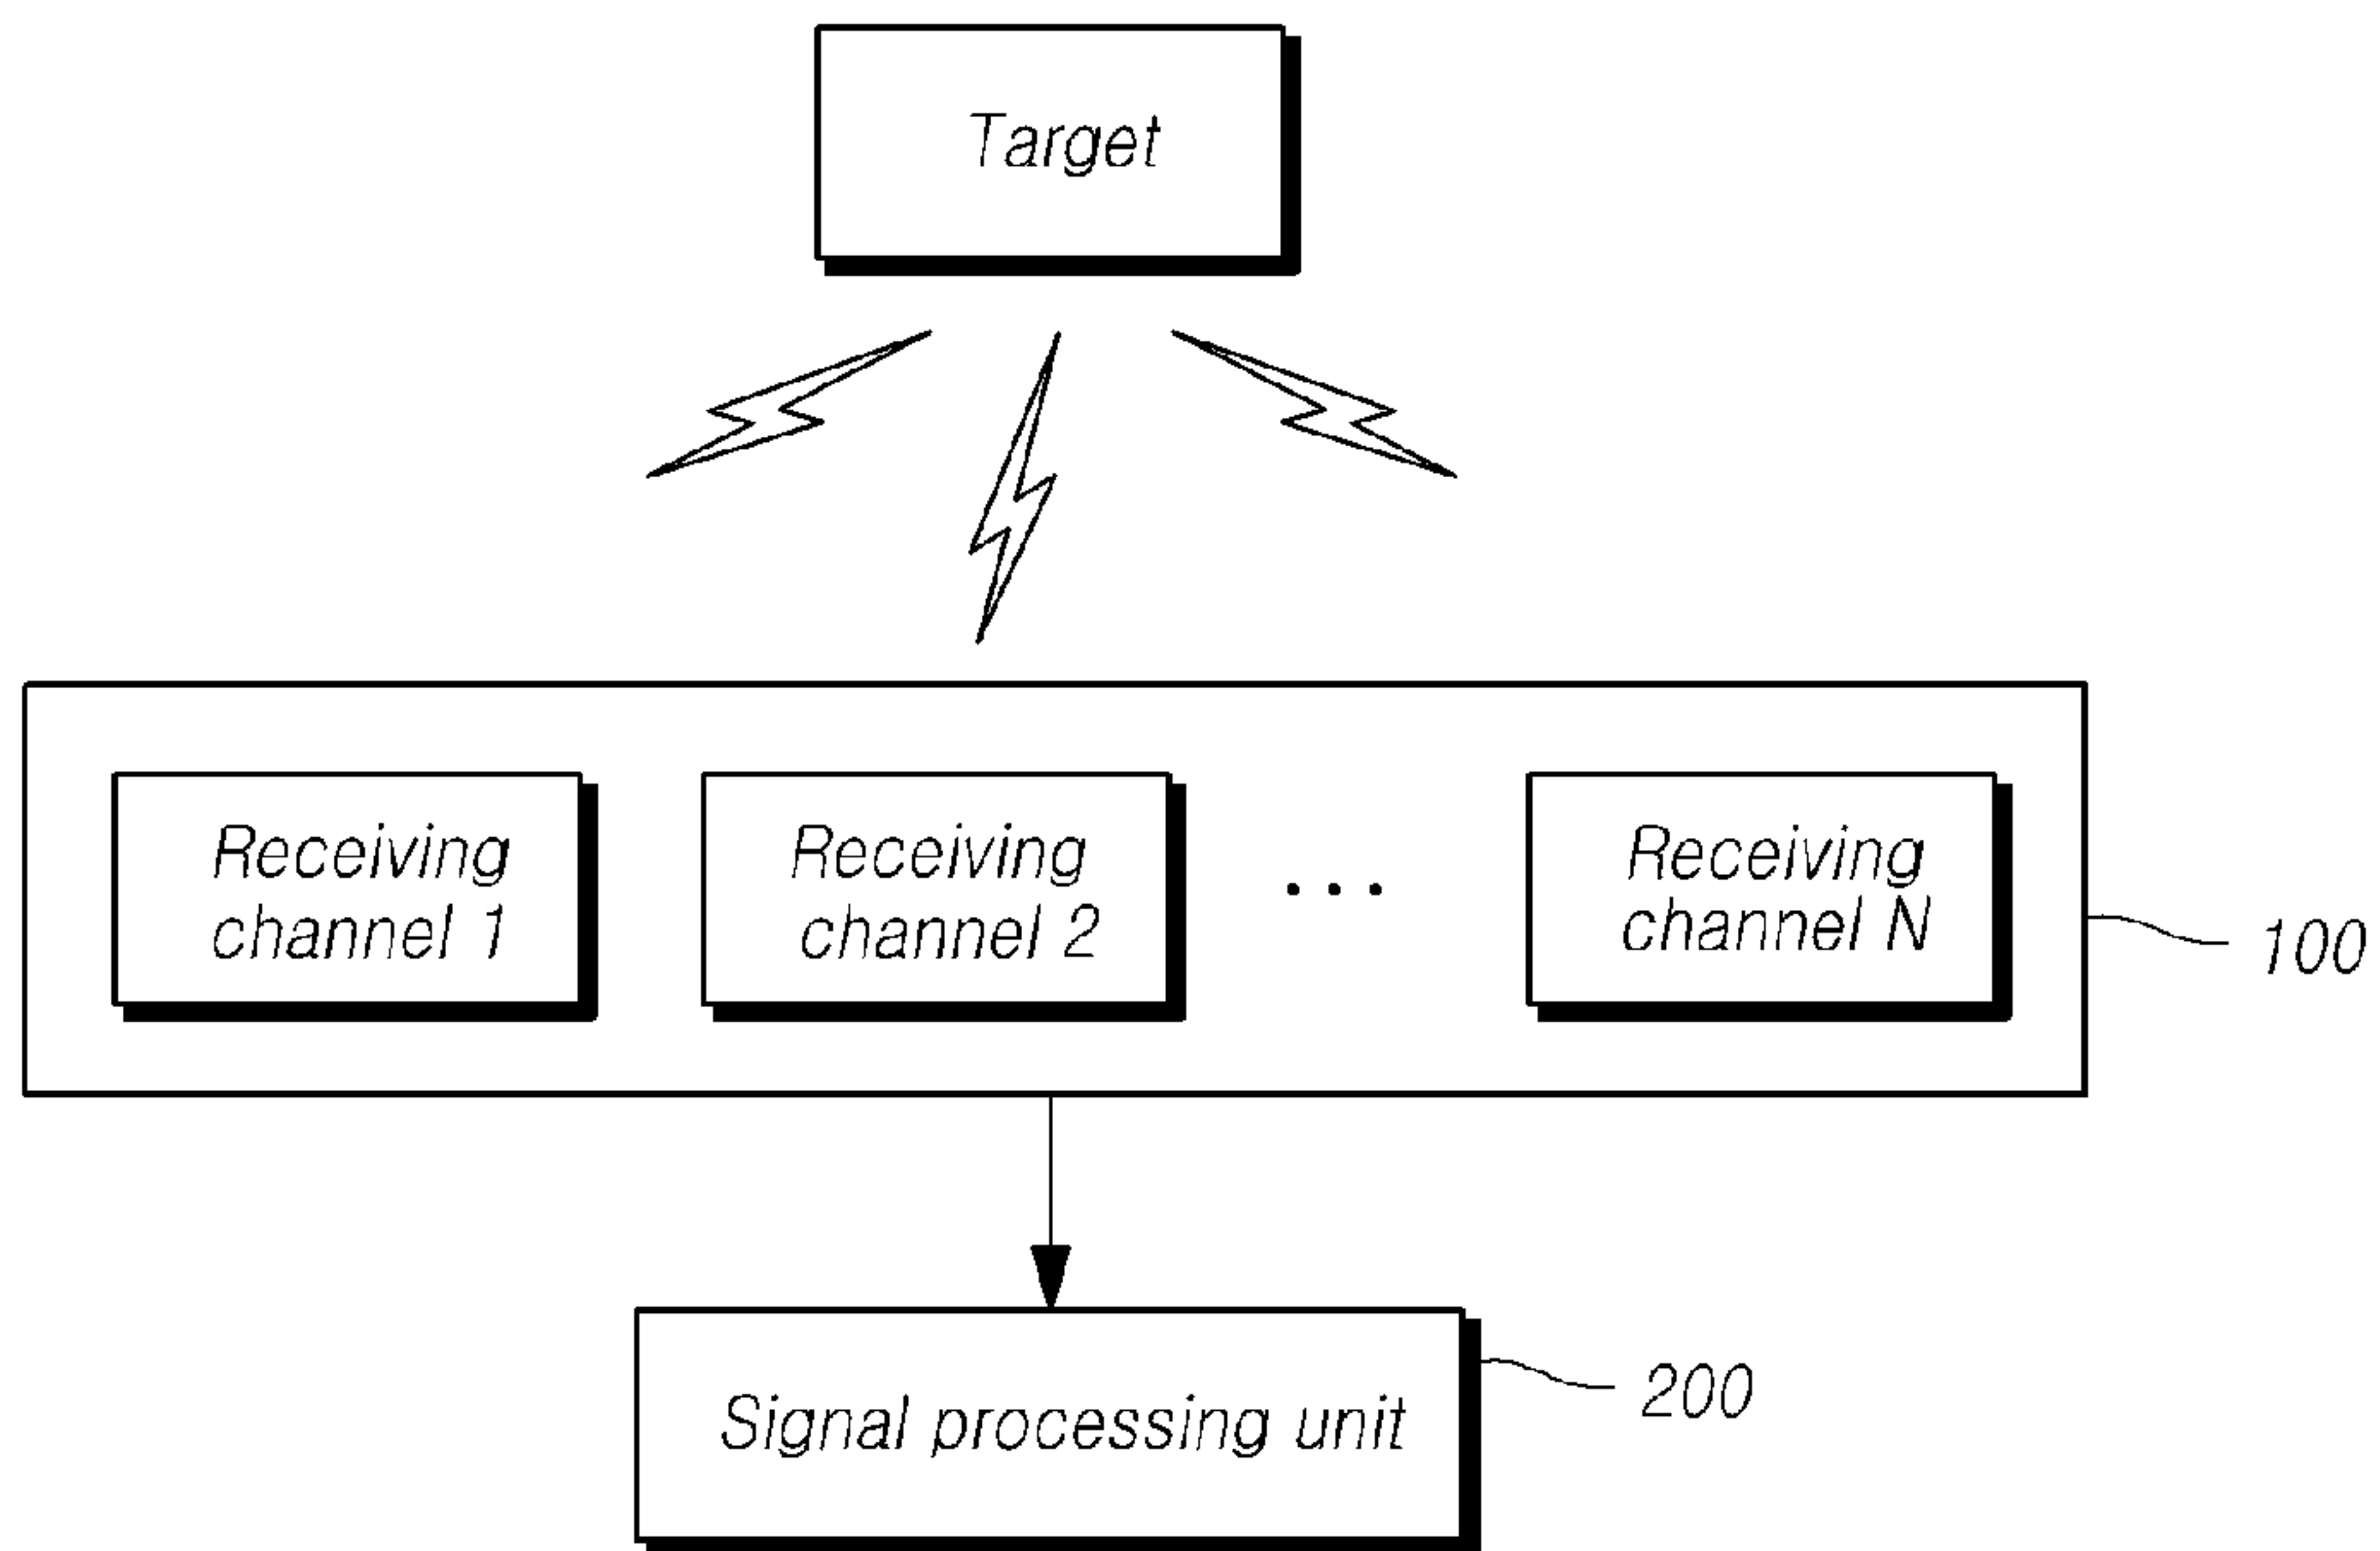 Target
Receiving
channel 1
Receiving
channel 2
...
Receiving
channel N
100
Signal processing unit
200